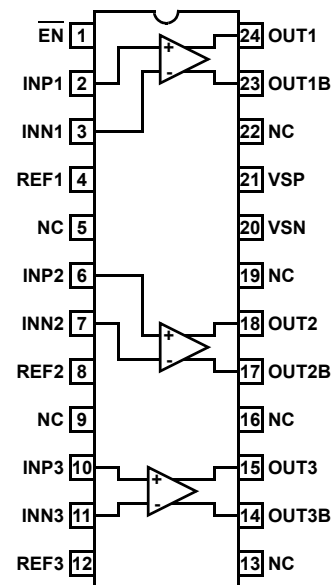 EN 1 24 OUT1
INP1 2 + - 23 OUT1B
INN1 3 22 NC
REF1 4 21 VSP
NC 5 20 VSN
INP2 6 19 NC
INN2 7 + - 18 OUT2
REF2 8 17 OUT2B
NC 9 16 NC
INP3 10 + - 15 OUT3
INN3 11 14 OUT3B
REF3 12 13 NC